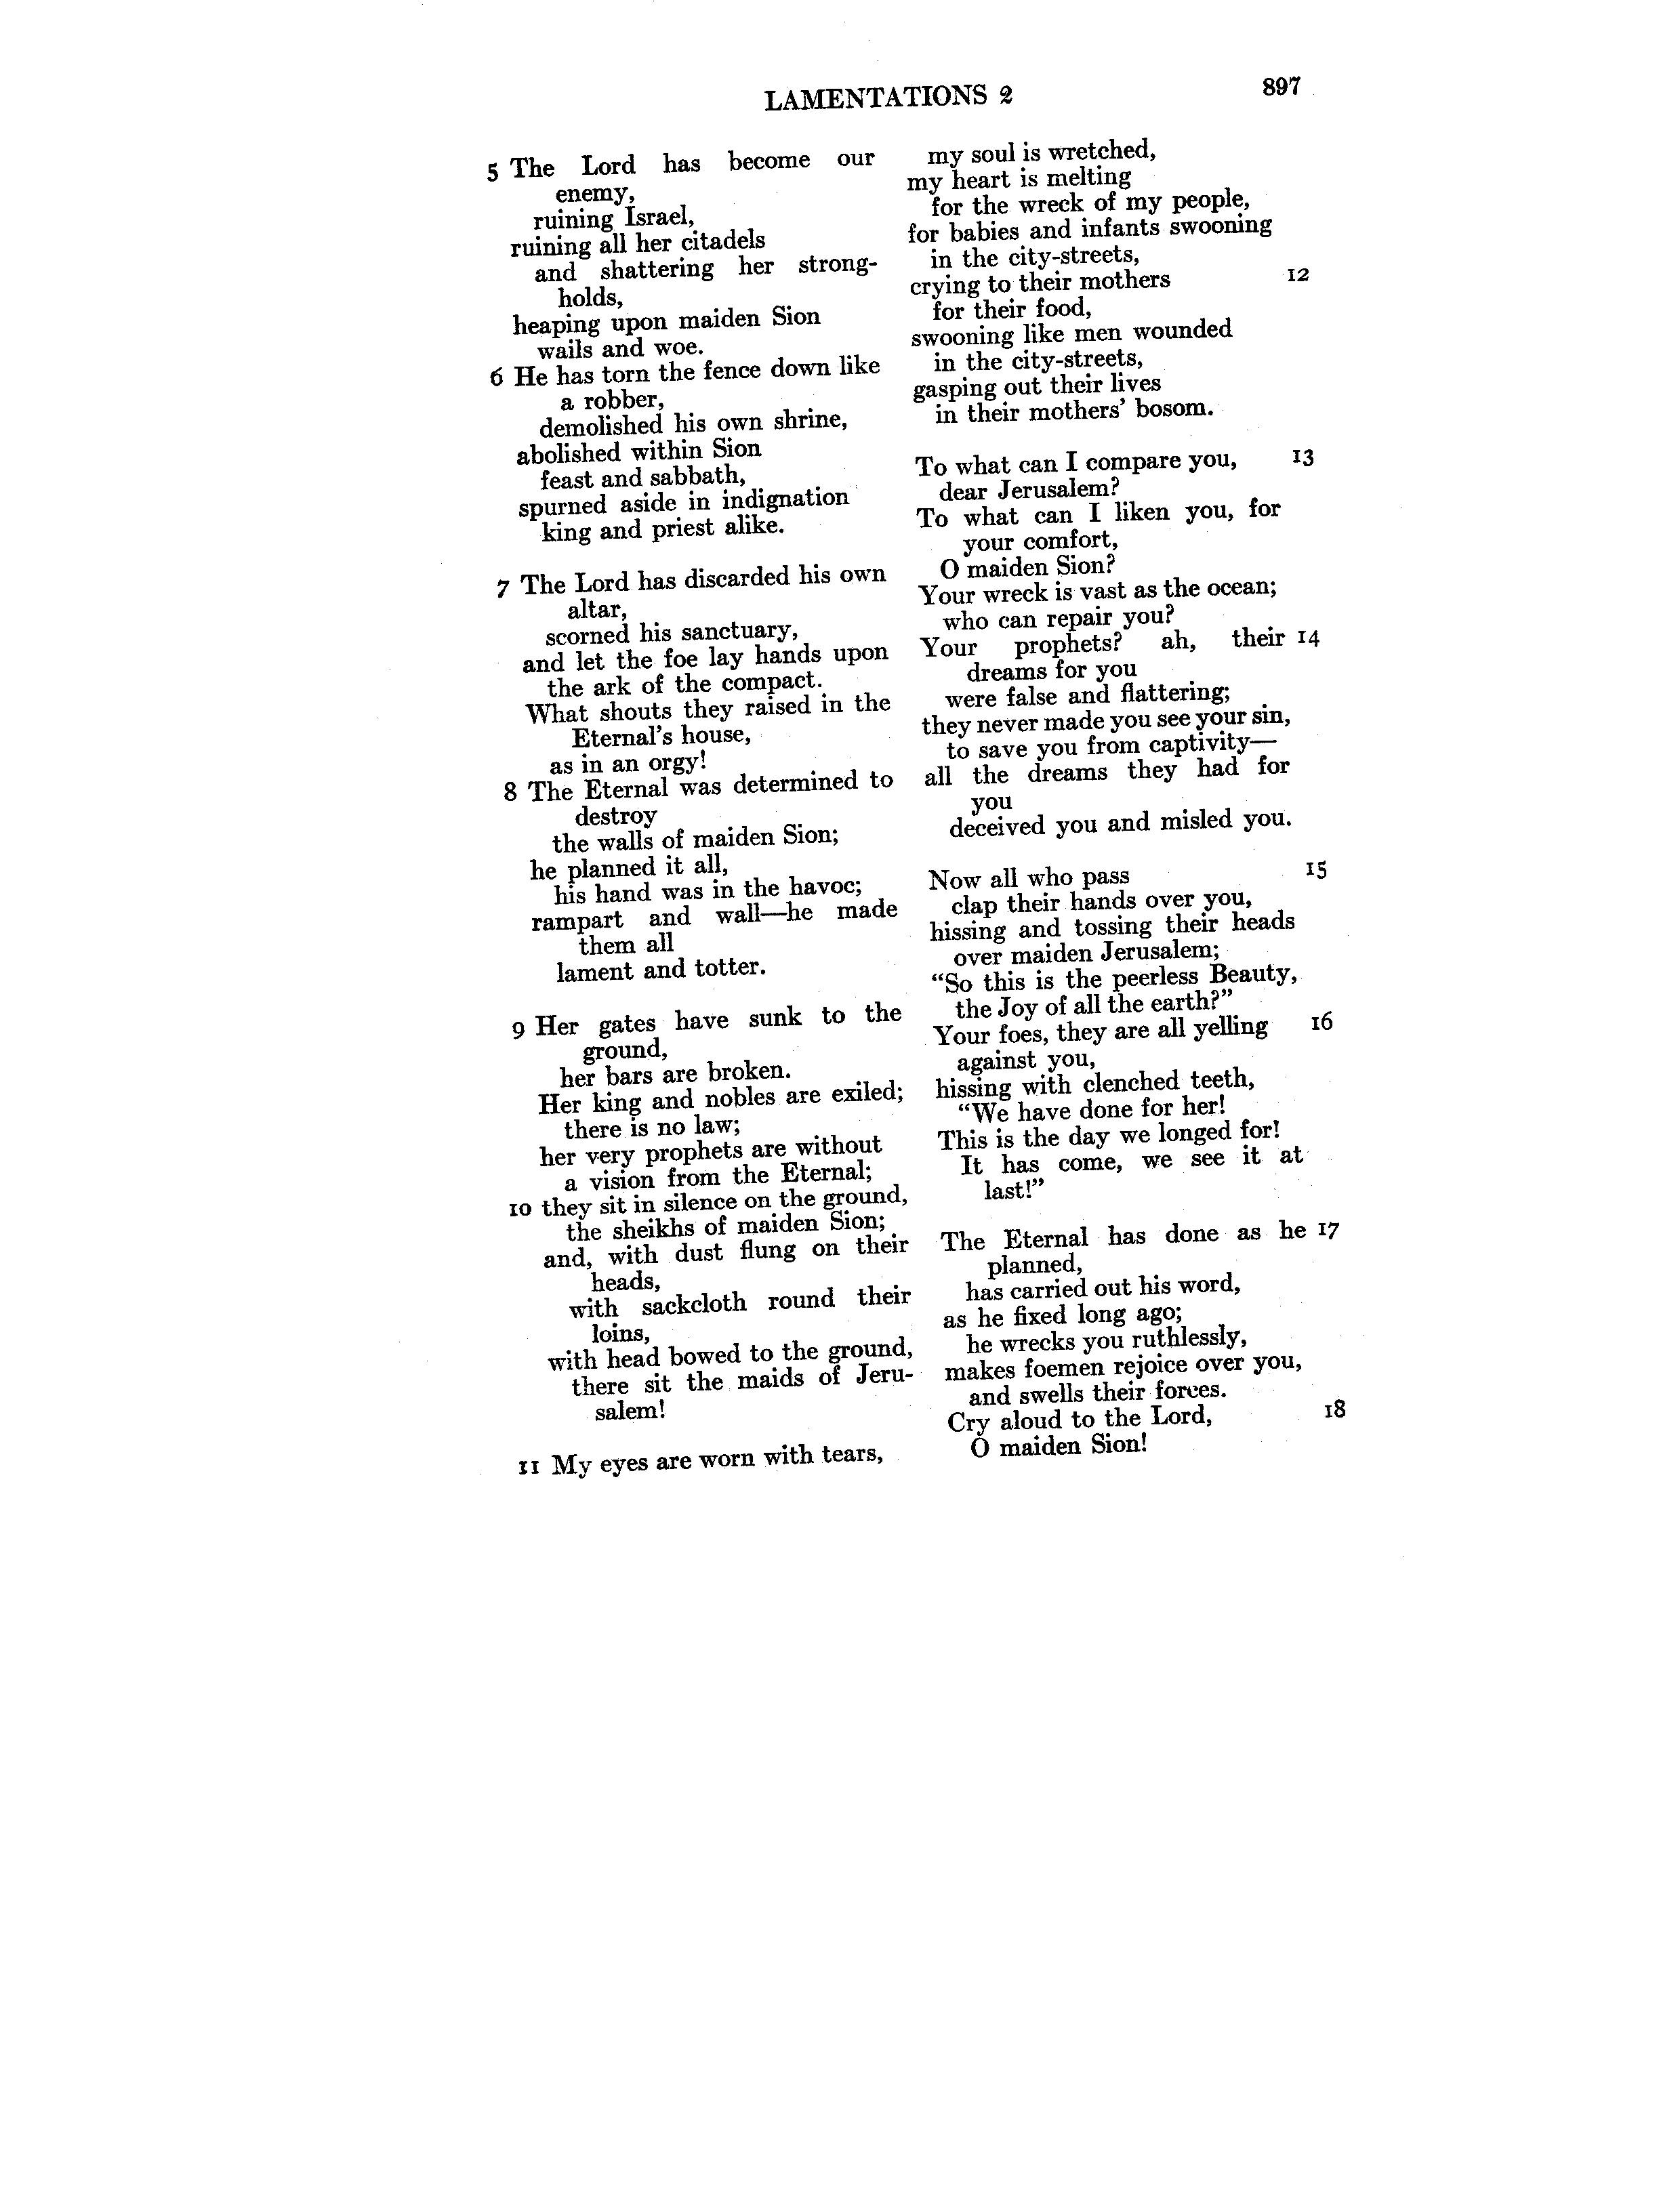 LAMENTATIONS 2 897
5 The Lord has become our
enemy,
ruining Israel,
ruining all her citadels
and shattering her strong-
holds,
heaping upon maiden Sion
wails and woe.
6 He has torn the fence down like
a robber,
demolished his own shrine,
abolished within Sion
feast and sabbath,
spurned aside in indignation
king and priest alike.
7 The Lord has discarded his own
altar,
scorned his sanctuary,
and let the foe lay hands upon
the ark of the compact.
What shouts they raised in the
Eternal's house,
as in an orgy!
8 The Eternal was determined to
destroy
the walls of maiden Sion;
he planned it all,
his hand was in the havoc;
rampart and wall—he made
them all
lament and totter.
9 Her gates have sunk to the
ground,
her bars are broken.
Her king and nobles are exiled;
there is no law;
her very prophets are without
a vision from the Eternal;
10 they sit in silence on the ground,
the sheikhs of maiden Sion;
and, with dust flung on their
heads,
with sackcloth round their
loins,
with head bowed to the ground,
there sit the maids of Jeru-
salem!
11 My eyes are worn with tears,
my soul is wretched,
my heart is melting
for the wreck of my people,
for babies and infants swooning
in the city-streets,
crying to their mothers 12
for their food,
swooning like men wounded
in the city-streets,
gasping out their lives
in their mothers' bosom.
To what can I compare you, 13
dear Jerusalem?
To what can I liken you, for
your comfort,
O maiden Sion?
Your wreck is vast as the ocean;
who can repair you?
Your prophets? ah, their 14
dreams for you
were false and flattering;
they never made you see your sin,
to save you from captivity—
all the dreams they had for
you
deceived you and misled you.
Now all who pass 15
clap their hands over you,
hissing and tossing their heads
over maiden Jerusalem;
"So this is the peerless Beauty,
the Joy of all the earth?"
Your foes, they are all yelling 16
against you,
hissing with clenched teeth,
"We have done for her!
This is the day we longed for!
It has come, we see it at
last!"
The Eternal has done as he 17
planned,
has carried out his word,
as he fixed long ago;
he wrecks you ruthlessly,
makes foemen rejoice over you,
and swells their forces.
Cry aloud to the Lord, 18
O maiden Sion!